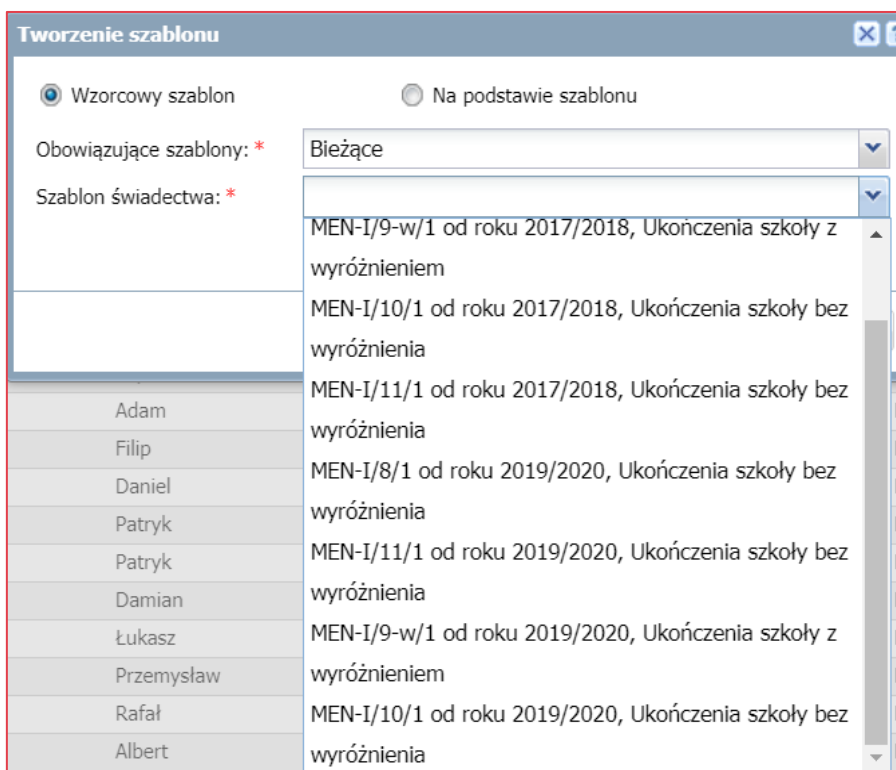 Tworzenie szablonu
Wzorcowy szablon
Na podstawie szablonu
Obowiązujące szablony: *
Bieżące
Szablon świadectwa: *
MEN-I/9-w/1 od roku 2017/2018, Ukończenia szkoły z
wyróżnieniem
MEN-I/10/1 od roku 2017/2018, Ukończenia szkoły bez
wyróżnienia
MEN-I/11/1 od roku 2017/2018, Ukończenia szkoły bez
wyróżnienia
MEN-I/8/1 od roku 2019/2020, Ukończenia szkoły bez
wyróżnienia
MEN-I/11/1 od roku 2019/2020, Ukończenia szkoły bez
wyróżnienia
MEN-I/9-w/1 od roku 2019/2020, Ukończenia szkoły z
wyróżnieniem
MEN-I/10/1 od roku 2019/2020, Ukończenia szkoły bez
wyróżnienia
Adam
Filip
Daniel
Patryk
Patryk
Damian
Łukasz
Przemysław
Rafał
Albert